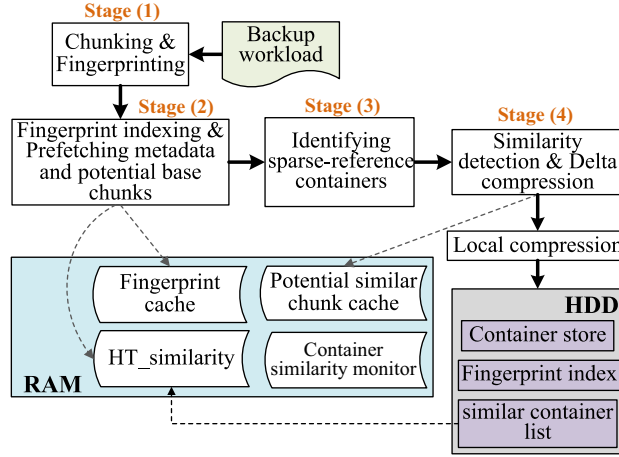 Stage (1)
Chunking &
Fingerprinting
Backup
workload
Stage (2)
Fingerprint indexing &
Prefetching metadata
and potential base
chunks
Stage (3)
Identifying
sparse-reference
containers
Stage (4)
Similarity
detection & Delta
compression
Local compression
Fingerprint
cache
Potential similar
chunk cache
HT_similarity
Container
similarity monitor
RAM
HDD
Container store
Fingerprint index
similar container
list